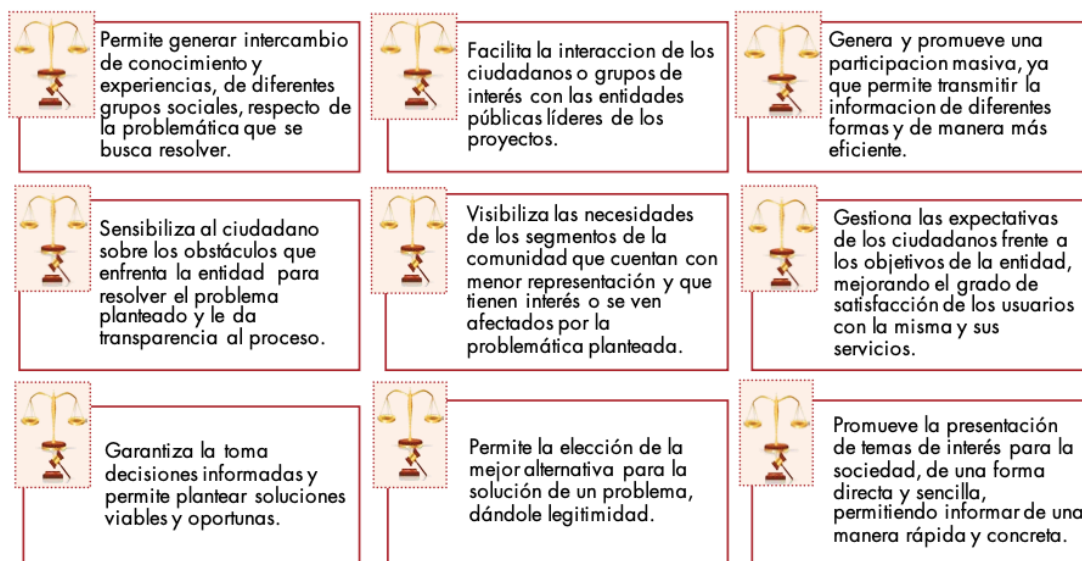 Permite generar intercambio
de conocimiento y
experiencias, de diferentes
grupos sociales, respecto de
la problemática que se
busca resolver.
Facilita la interaccion de los
ciudadanos o grupos de
interés con las entidades
públicas líderes de los
proyectos.
Genera y promueve una
participacion masiva, ya
que permite transmitir la
informacion de diferentes
formas y de manera más
eficiente.
Sensibiliza al ciudadano
sobre los obstáculos que
enfrenta la entidad para
resolver el problema
planteado y le da
transparencia al proceso.
Visibiliza las necesidades
de los segmentos de la
comunidad que cuentan con
menor representación y que
tienen interés o se ven
afectados por la
problemática planteada.
Gestiona las expectativas
de los ciudadanos frente a
los objetivos de la entidad,
mejorando el grado de
satisfacción de los usuarios
con la misma y sus
servicios.
Garantiza la toma
decisiones informadas y
permite plantear soluciones
viables y oportunas.
Permite la elección de la
mejor alternativa para la
solución de un problema,
dándole legitimidad.
Promueve la presentación
de temas de interés para la
sociedad, de una forma
directa y sencilla,
permitiendo informar de una
manera rápida y concreta.